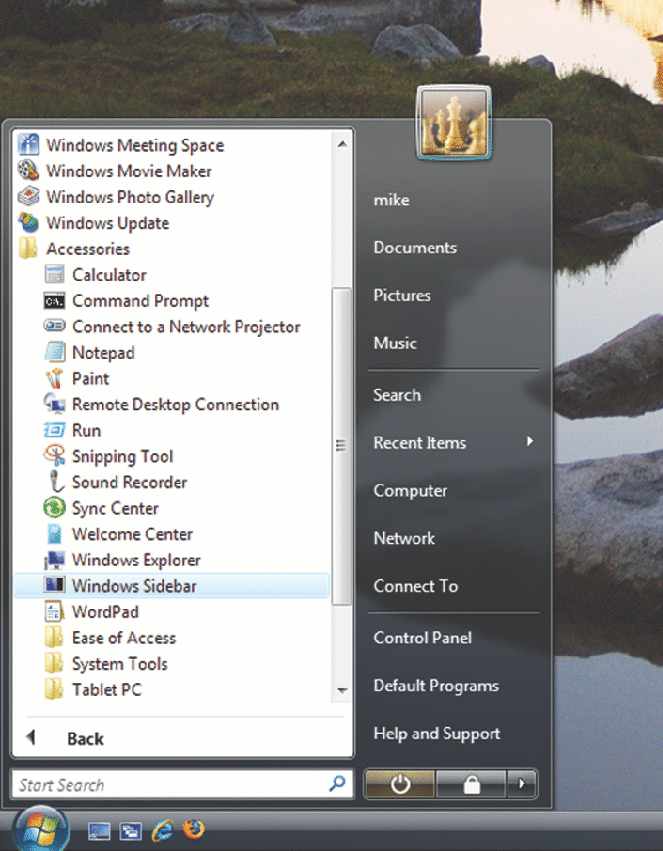 Windows Meeting Space
Windows Movie Maker
Windows Photo Gallery
Windows Update
Accessories
Calculator
Command Prompt
Connect to a Network Projector
Notepad
Paint
Remote Desktop Connection
Run
Snipping Tool
Sound Recorder
Sync Center
Welcome Center
Windows Explorer
Windows Sidebar
WordPad
Ease of Access
System Tools
Tablet PC
Back
Start Search
mike
Documents
Pictures
Music
Search
Recent Items
Computer
Network
Connect To
Control Panel
Default Programs
Help and Support